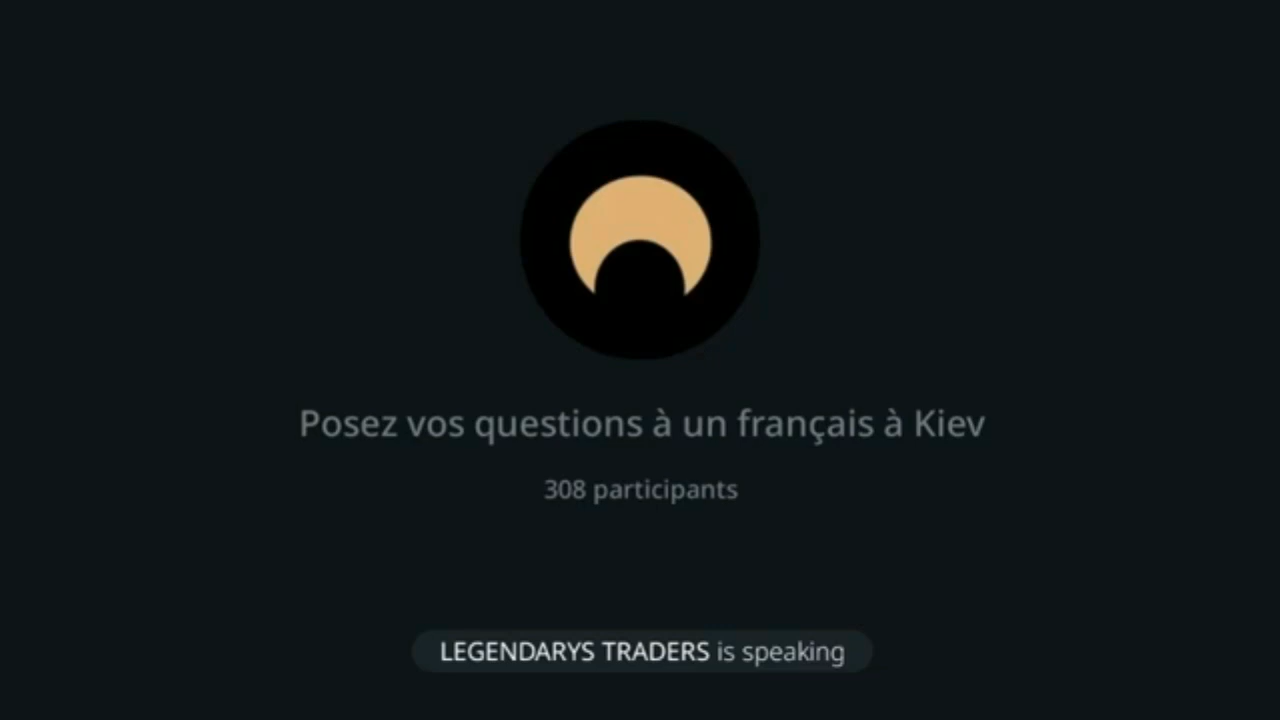 Posez vos questions à un français à Kiev
308 participants
LEGENDARYS TRADERS is speaking